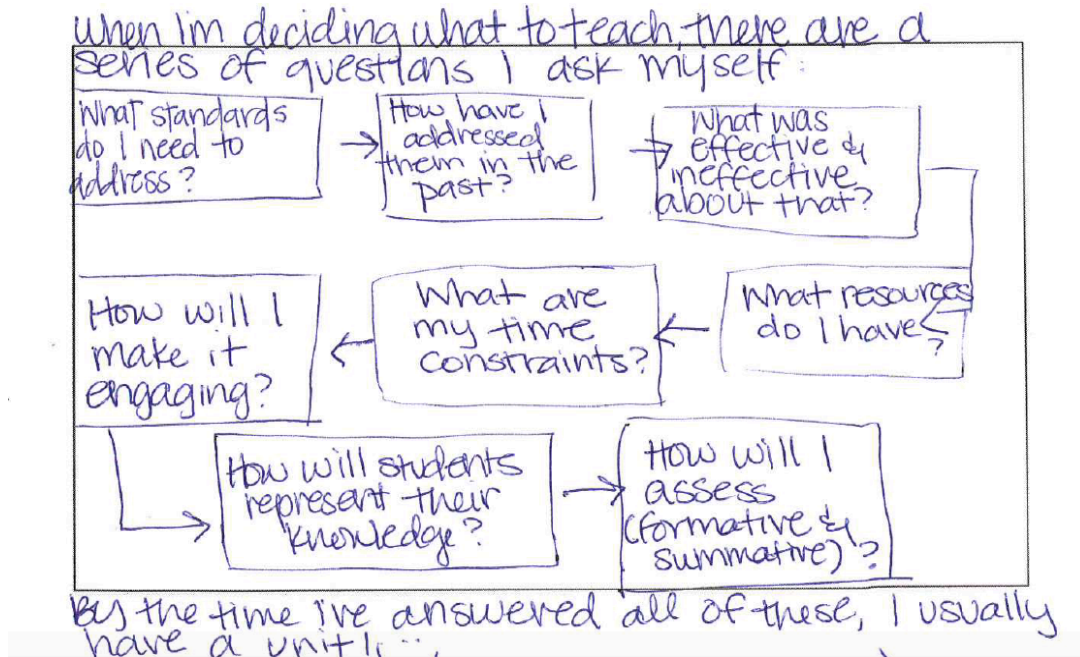 When I'm deciding what to teach, there are a
series of questions I ask myself:
What standards
do I need to
address?
How have I
addressed
them in the
past?
What was
effective &
ineffective
about that?
What resources
do I have?
What are
my time
constraints?
How will I
make it
engaging?
How will students
represent their
knowledge?
How will I
assess
(formative &
summative)?
By the time i've answered all of these, I usually
have a unit!